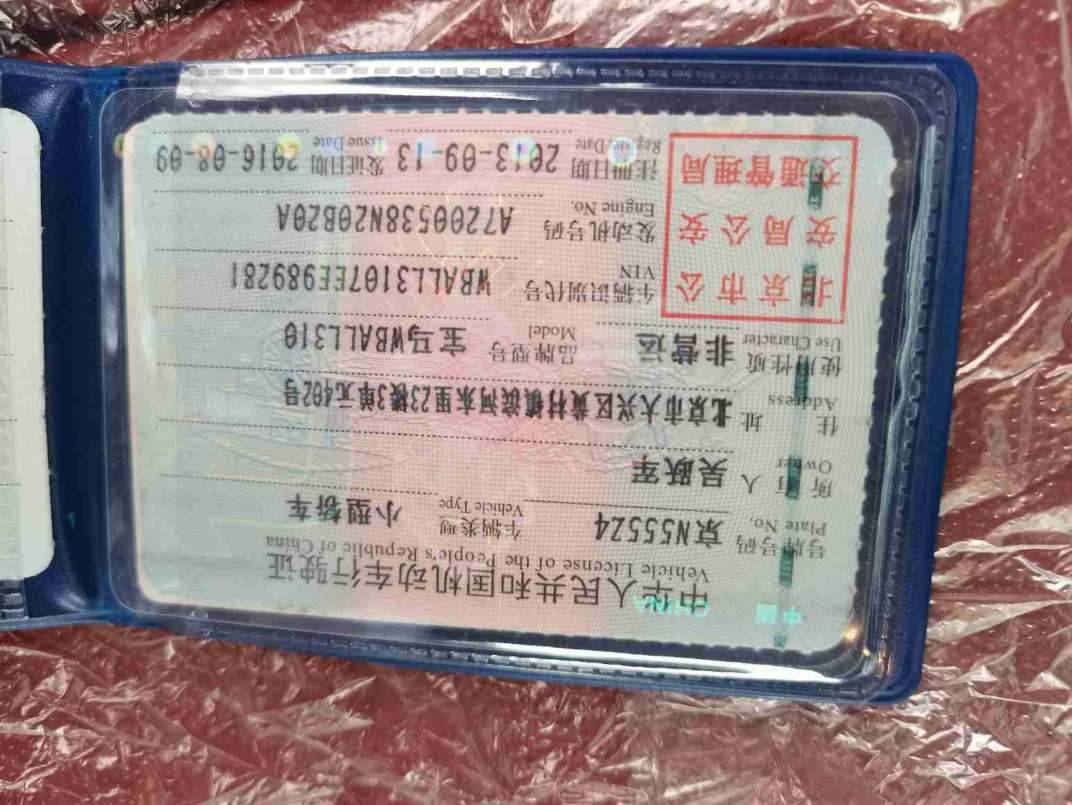 中国 CHINA
中华人民共和国机动车行驶证
Vehicle License of the People's Republic of China
号牌号码 京N555Z4 车辆类型 小型轿车
Plate No. Vehicle Type
所有人 吴跃军
Owner
住址 北京市大兴区黄村镇滨河东里23楼3单元402号
Address
使用性质 非营运 品牌型号 宝马WBALL310
Use Character Model
北京市公
安局公安
交通管理局
车辆识别代号 WBALL3107EE989281
VIN
发动机号码 A7200538N20B20A
Engine No.
注册日期 2013-09-13 发证日期 2016-08-09
Register Date Issue Date